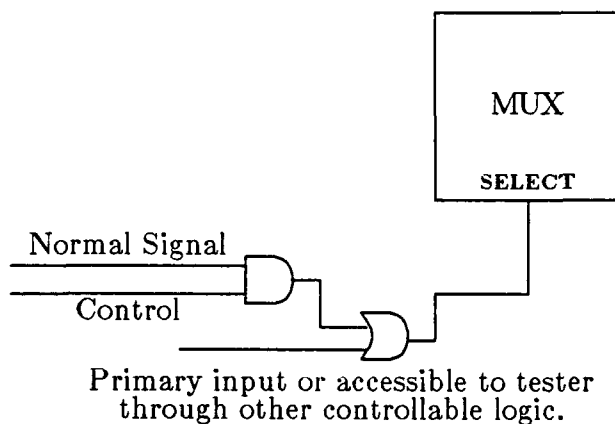 MUX
SELECT
Normal Signal
Control
Primary input or accessible to tester
through other controllable logic.